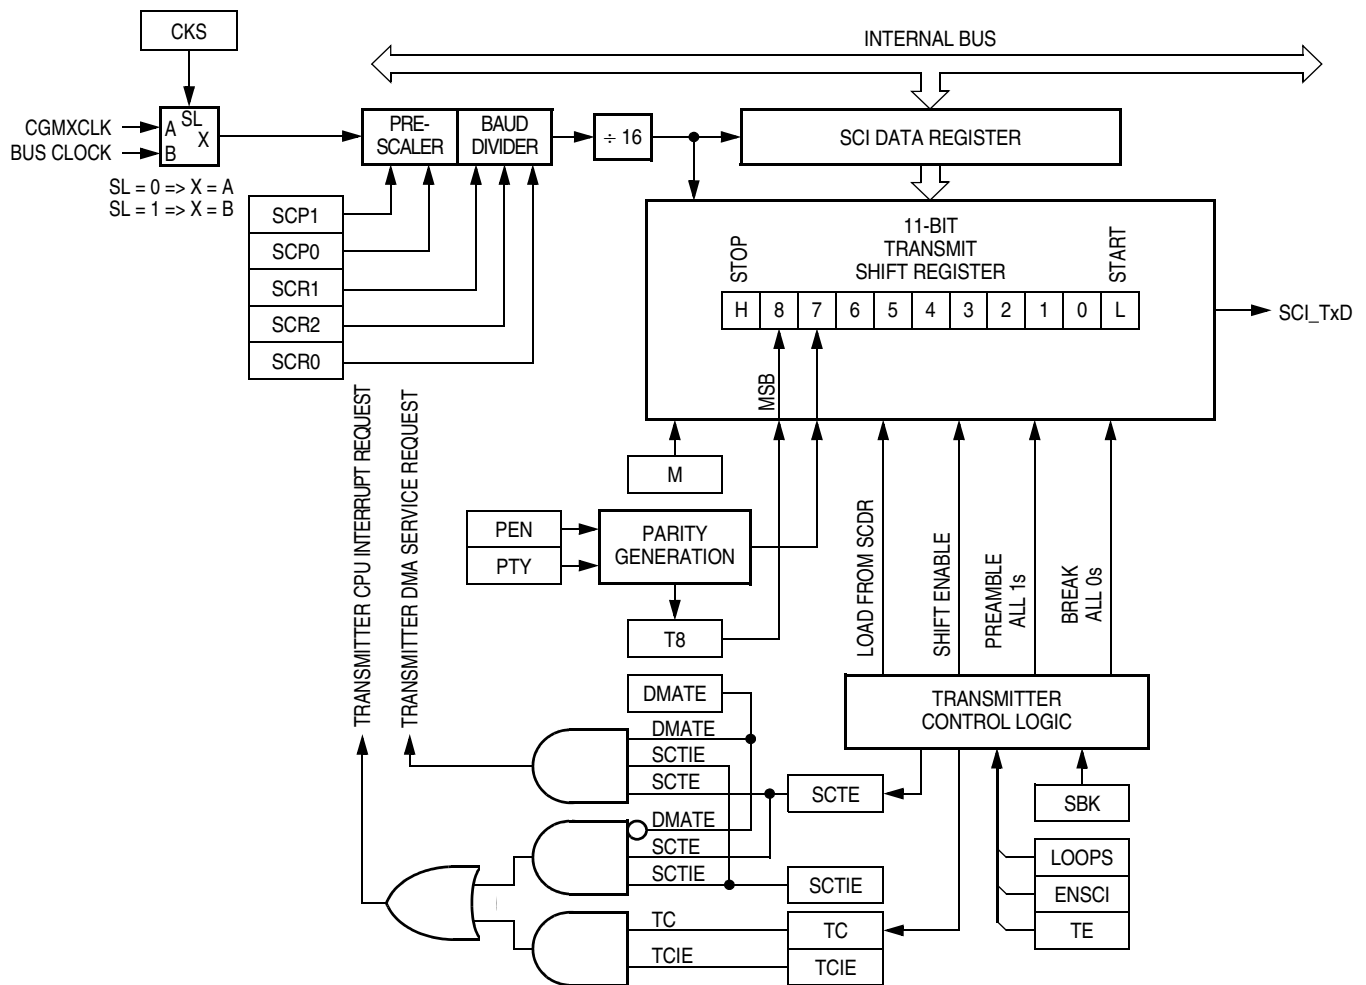 CKS
INTERNAL BUS
CGMXCLK
BUS CLOCK
A
B
SL
X
SL = 0 => X = A
SL = 1 => X = B
PRE-
SCALER
BAUD
DIVIDER
÷ 16
SCI DATA REGISTER
SCP1
SCP0
SCR1
SCR2
SCR0
11-BIT
TRANSMIT
SHIFT REGISTER
STOP
START
H 8 7 6 5 4 3 2 1 0 L
SCI_TxD
MSB
M
TRANSMITTER CPU INTERRUPT REQUEST
TRANSMITTER DMA SERVICE REQUEST
PEN
PTY
PARITY
GENERATION
T8
LOAD FROM SCDR
SHIFT ENABLE
PREAMBLE
ALL 1s
BREAK
ALL 0s
TRANSMITTER
CONTROL LOGIC
DMATE
DMATE
SCTIE
SCTE
SCTE
SBK
DMATE
SCTE
SCTIE
SCTIE
LOOPS
ENSCI
TE
TC
TCIE
TC
TCIE